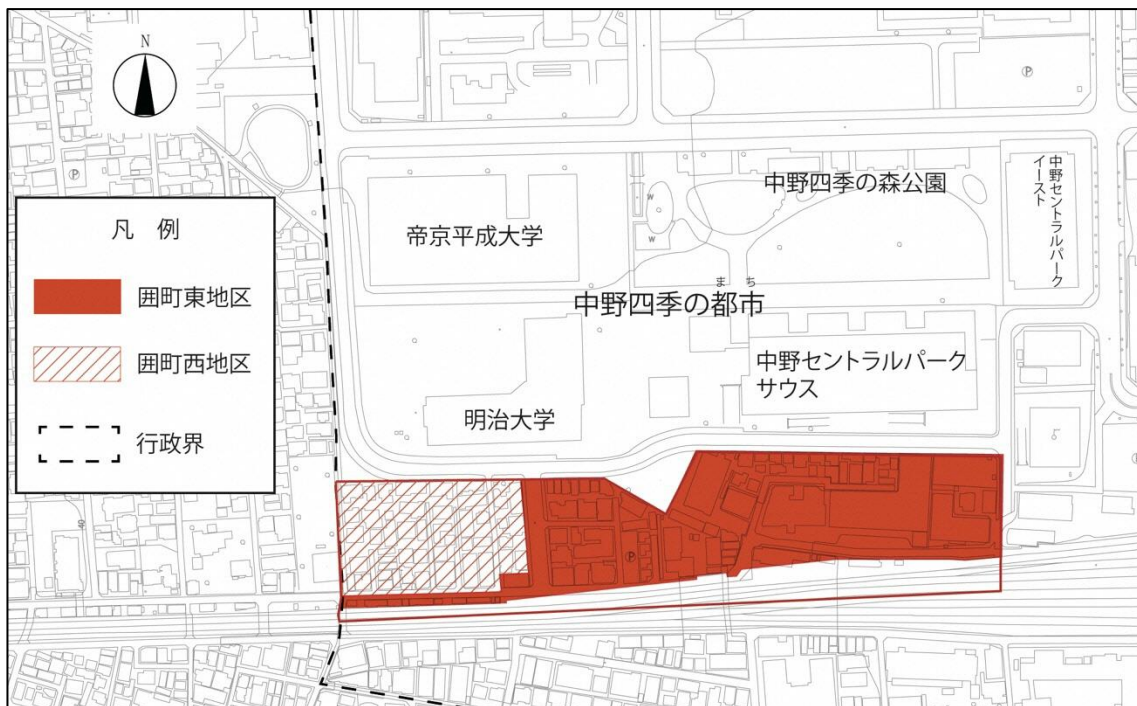 N
P
P
凡 例
囲町東地区
囲町西地区
行政界
帝京平成大学
中野四季の森公園
中野セントラルパーク
イースト
W
W
まち
中野四季の都市
中野セントラルパーク
サウス
明治大学
P